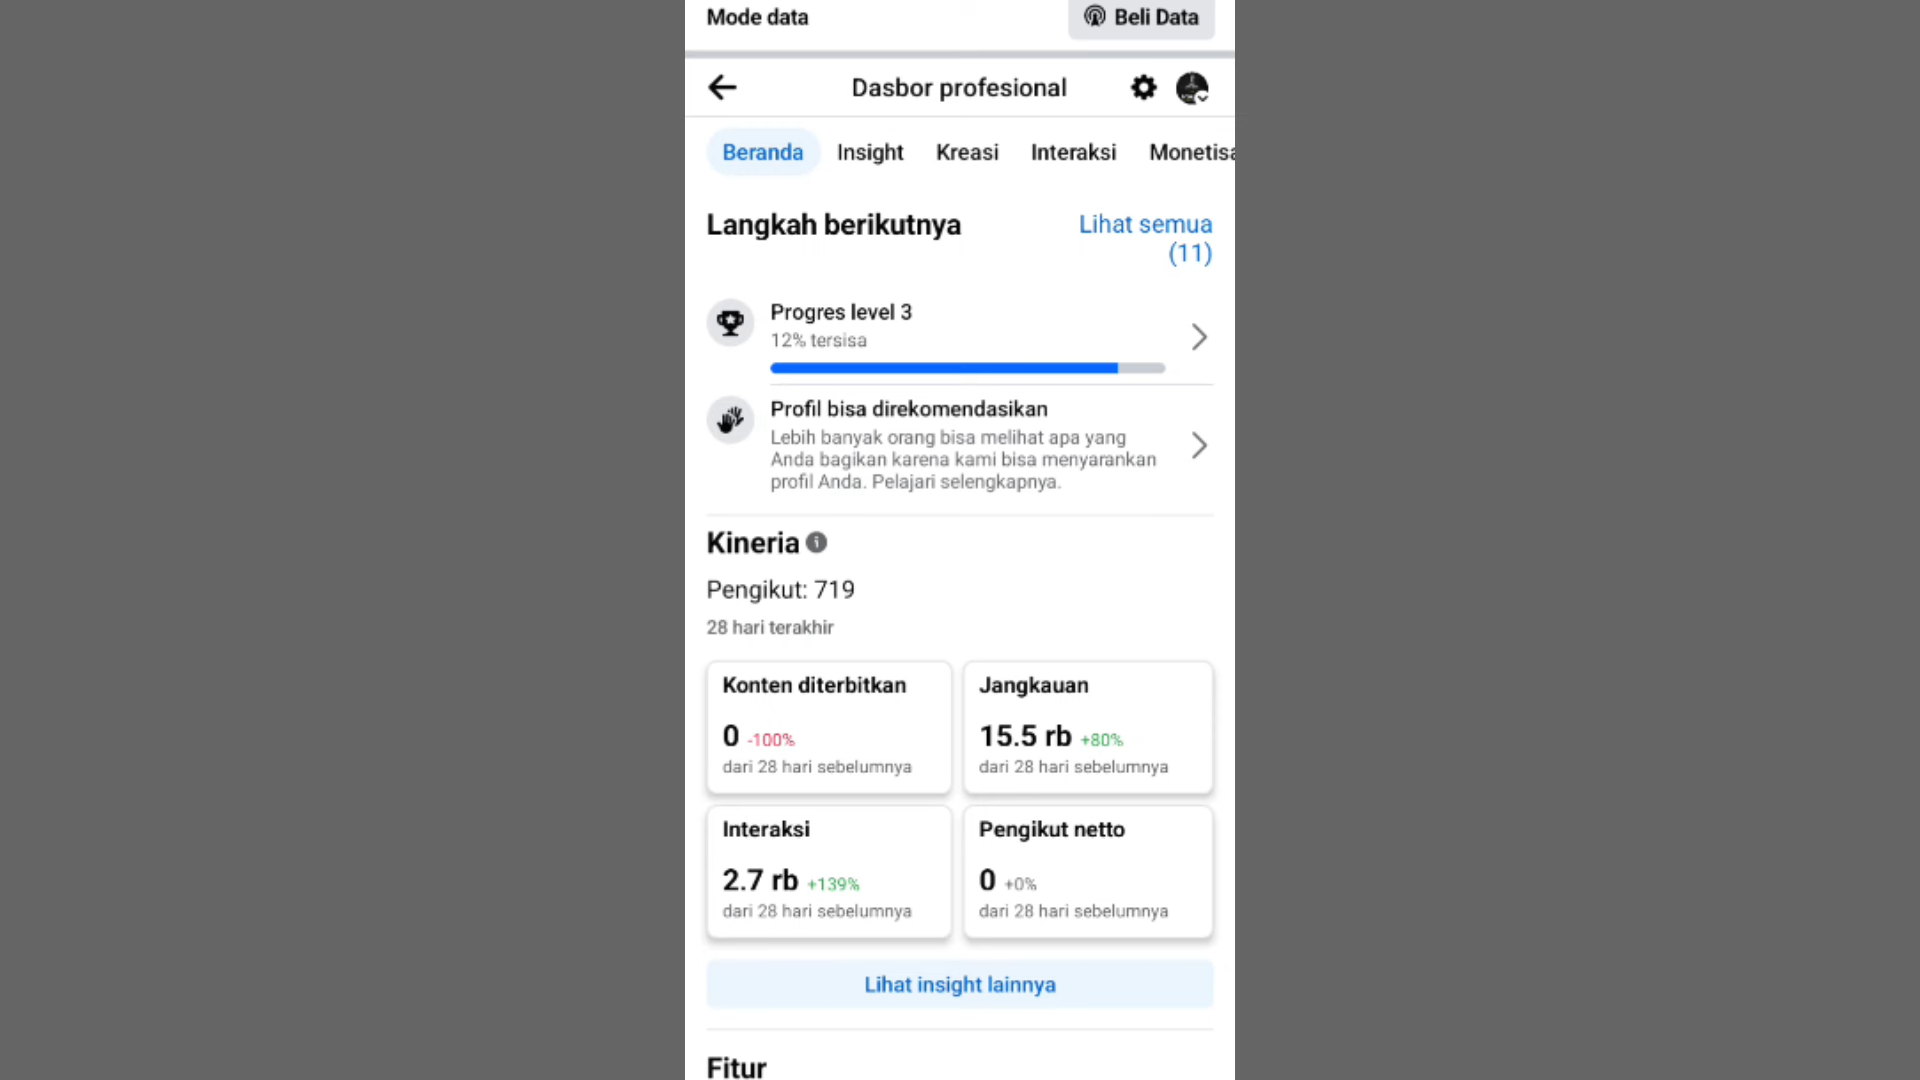 Mode data
Beli Data
Dasbor profesional
Beranda Insight Kreasi Interaksi Monetisa
Langkah berikutnya
Lihat semua
(11)
Progres level 3
12% tersisa
Profil bisa direkomendasikan
Lebih banyak orang bisa melihat apa yang
Anda bagikan karena kami bisa menyarankan
profil Anda. Pelajari selengkapnya.
Kineria
Pengikut: 719
28 hari terakhir
Konten diterbitkan
0 -100%
dari 28 hari sebelumnya
Jangkauan
15.5 rb +80%
dari 28 hari sebelumnya
Interaksi
2.7 rb +139%
dari 28 hari sebelumnya
Pengikut netto
0 +0%
dari 28 hari sebelumnya
Lihat insight lainnya
Fitur